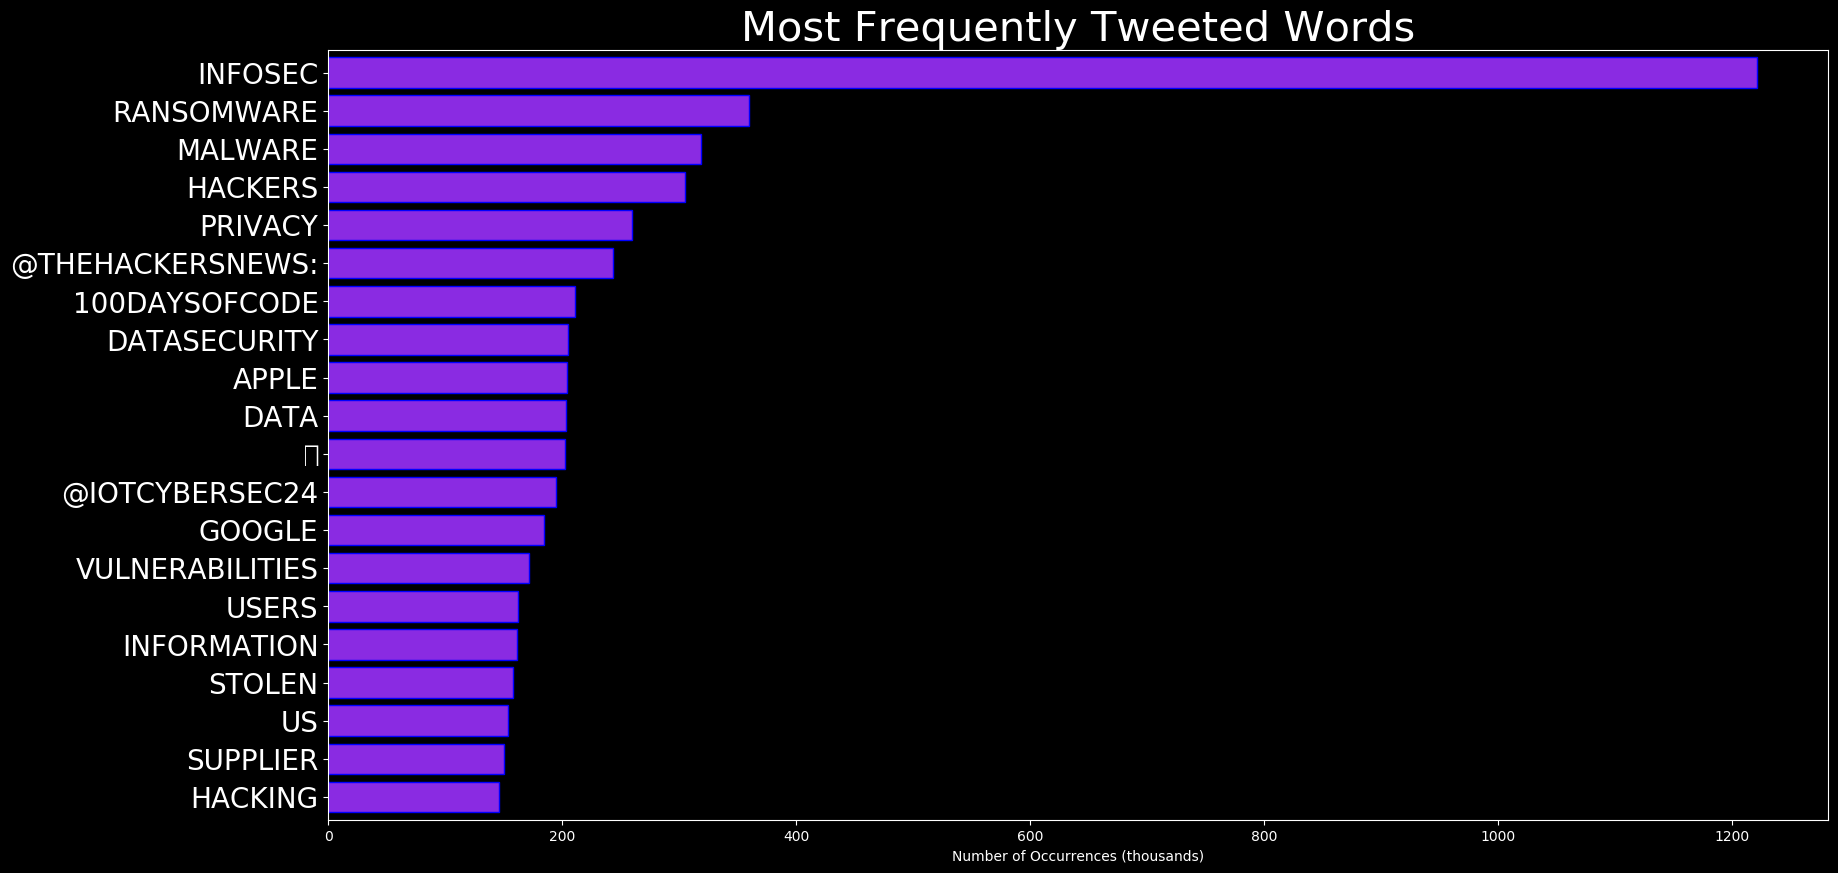 Most Frequently Tweeted Words
INFOSEC
RANSOMWARE
MALWARE
HACKERS
PRIVACY
@THEHACKERSNEWS:
100DAYSOFCODE
DATASECURITY
APPLE
DATA
@IOTCYBERSEC24
GOOGLE
VULNERABILITIES
USERS
INFORMATION
STOLEN
US
SUPPLIER
HACKING
0 200 400 600 800 1000 1200
Number of Occurrences (thousands)